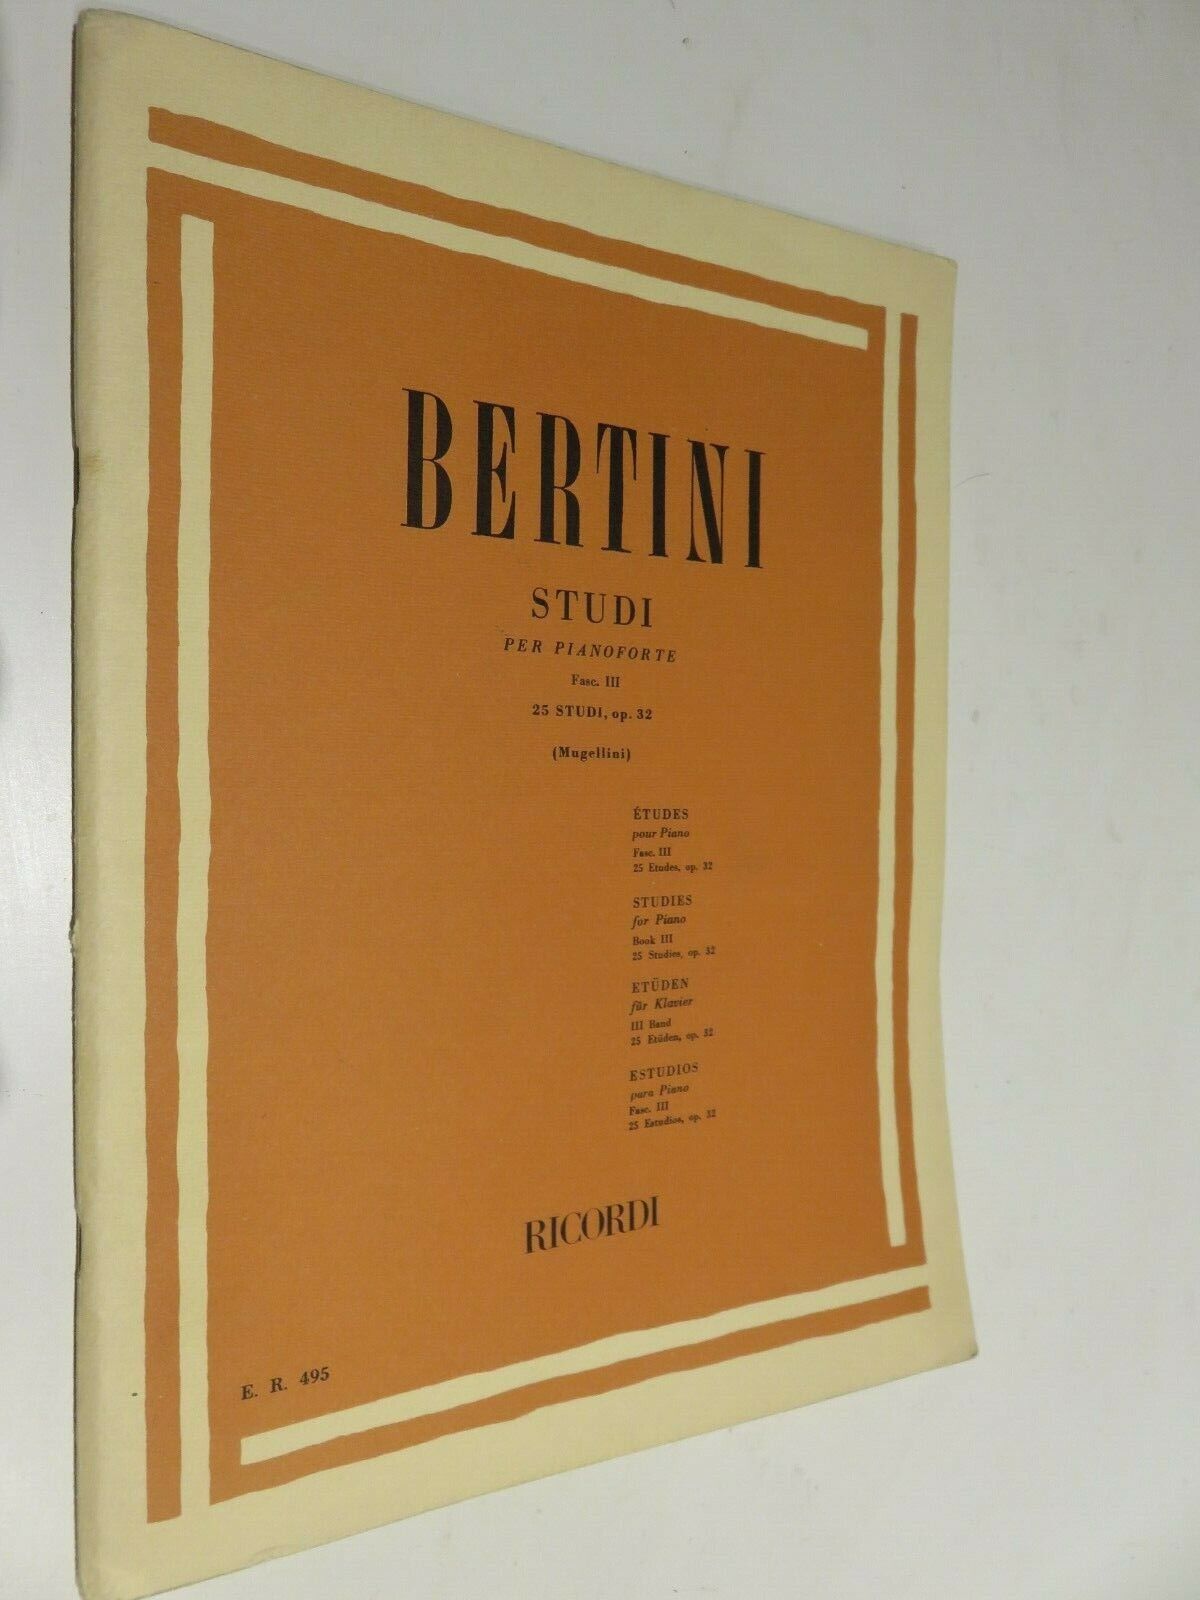 BERTINI
STUDI
PER PIANOFORTE
Fasc. III
25 STUDI, op. 32
(Mugellini)
ÉTUDES
pour Piano
Fasc. III
25 Etudes, op. 32
STUDIES
for Piano
Book III
25 Studies, op. 32
ETÜDEN
für Klavier
III Band
25 Etüden, op. 32
ESTUDIOS
para Piano
Fasc. III
25 Estudios, op. 32
RICORDI
E. R. 495